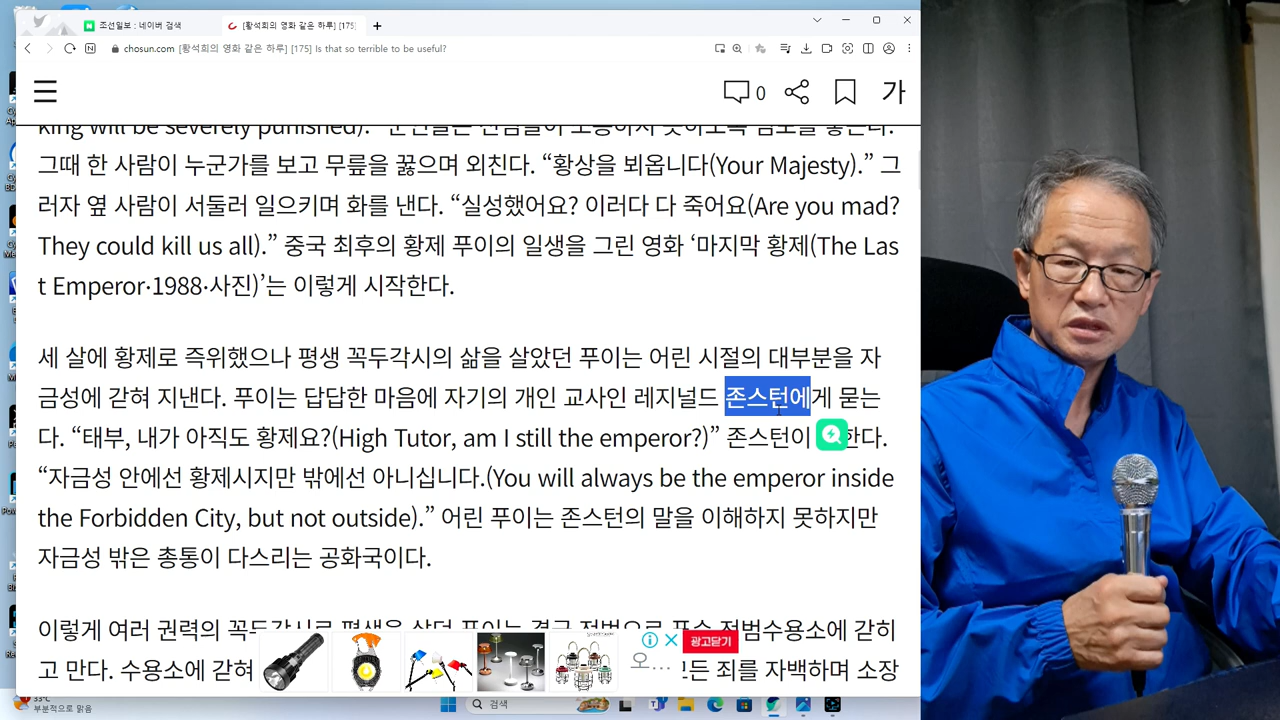 조선일보 : 네이버 검색
[황석희의 영화 같은 하루] [175]
chosun.com [황석희의 영화 같은 하루] [175] Is that so terrible to be useful?
0
가
king will be severely punished).”
그때 한 사람이 누군가를 보고 무릎을 꿇으며 외친다. “황상을 뵈옵니다(Your Majesty).” 그
러자 옆 사람이 서둘러 일으키며 화를 낸다. “실성했어요? 이러다 다 죽어요(Are you mad?
They could kill us all).” 중국 최후의 황제 푸이의 일생을 그린 영화 ‘마지막 황제(The Las
t Emperor·1988·사진)’는 이렇게 시작한다.
세 살에 황제로 즉위했으나 평생 꼭두각시의 삶을 살았던 푸이는 어린 시절의 대부분을 자
금성에 갇혀 지낸다. 푸이는 답답한 마음에 자기의 개인 교사인 레지널드 존스턴에게 묻는
다. “태부, 내가 아직도 황제요?(High Tutor, am I still the emperor?)” 존스턴이 한다.
“자금성 안에선 황제시지만 밖에선 아니십니다.(You will always be the emperor inside
the Forbidden City, but not outside).” 어린 푸이는 존스턴의 말을 이해하지 못하지만
자금성 밖은 총통이 다스리는 공화국이다.
이렇게 여러 권력의 꼭두각시로 평생을 살던 푸이는 결국 전범으로 푸순 전범수용소에 갇히
고 만다. 수용소에 갇혀 모든 죄를 자백하며 소장
광고닫기
오...
33°C
부분적으로 맑음
검색